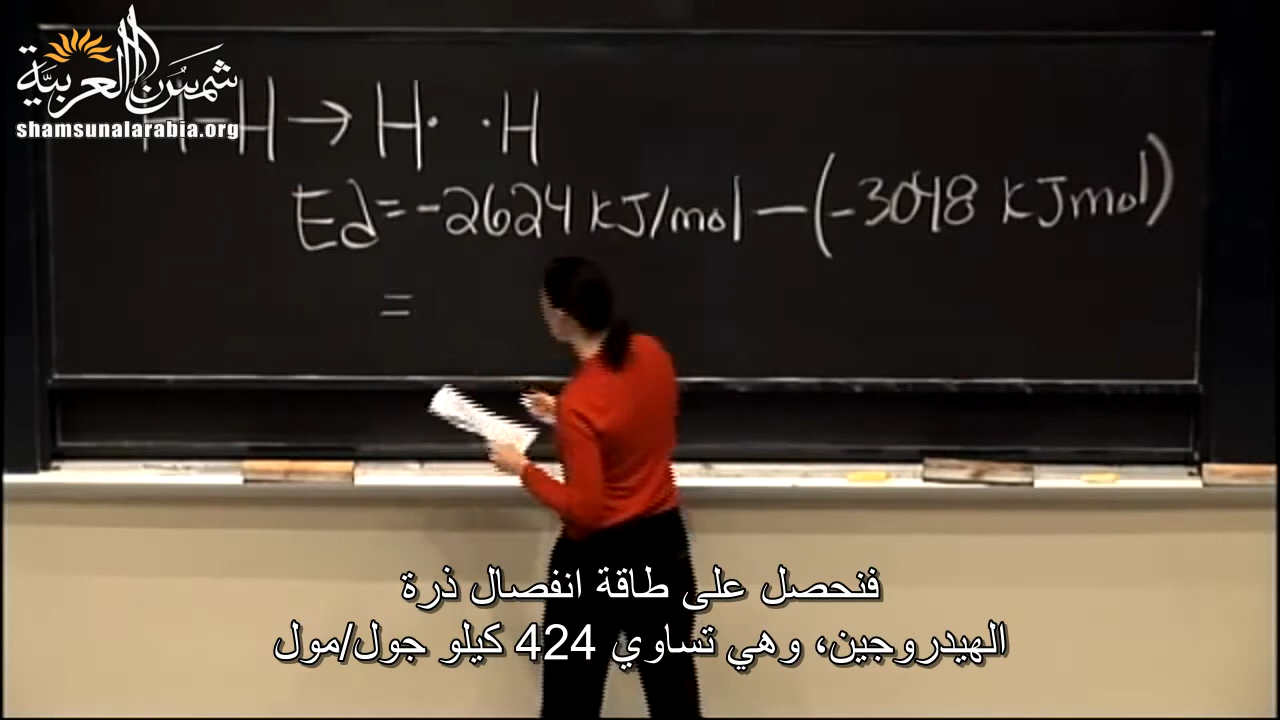 شمس العربية
shamsunalarabia.org
H-H → H· ·H
Ed = -2624 kJ/mol - (-3048 kJmol)
=
فنحصل على طاقة انفصال ذرة
الهيدروجين، وهي تساوي 424 كيلو جول/مول